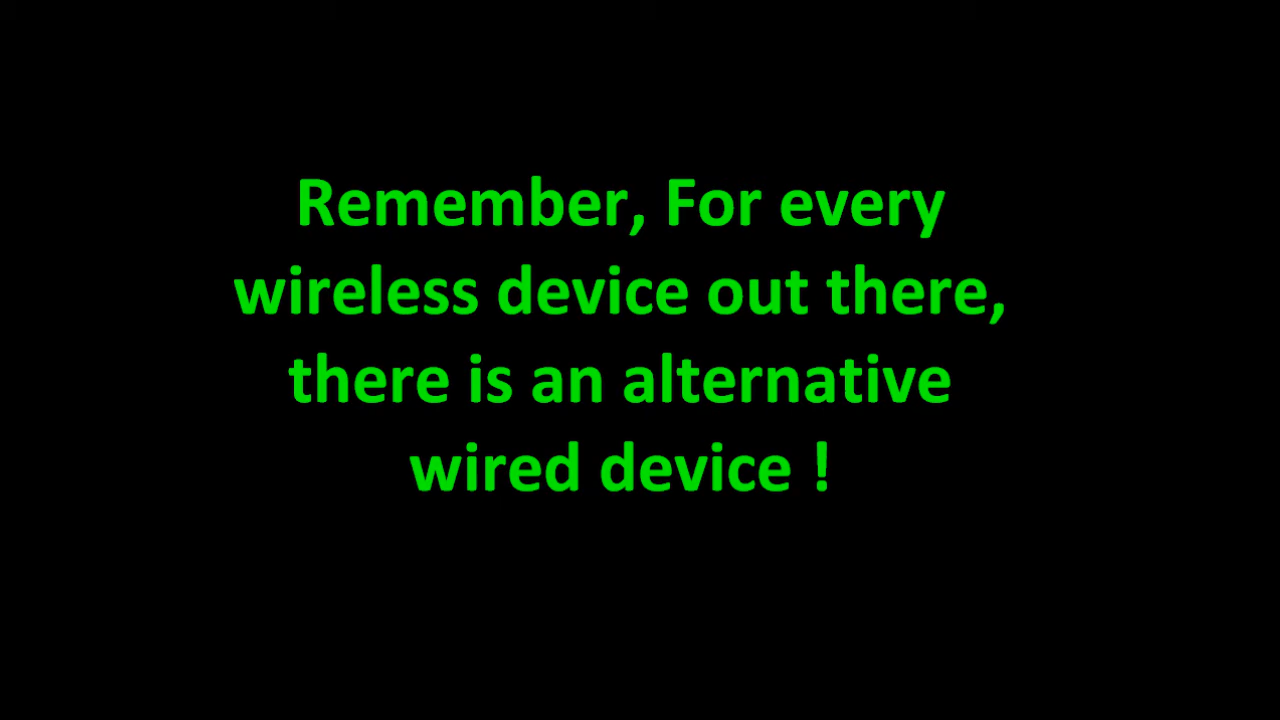 Remember, For every
wireless device out there,
there is an alternative
wired device !